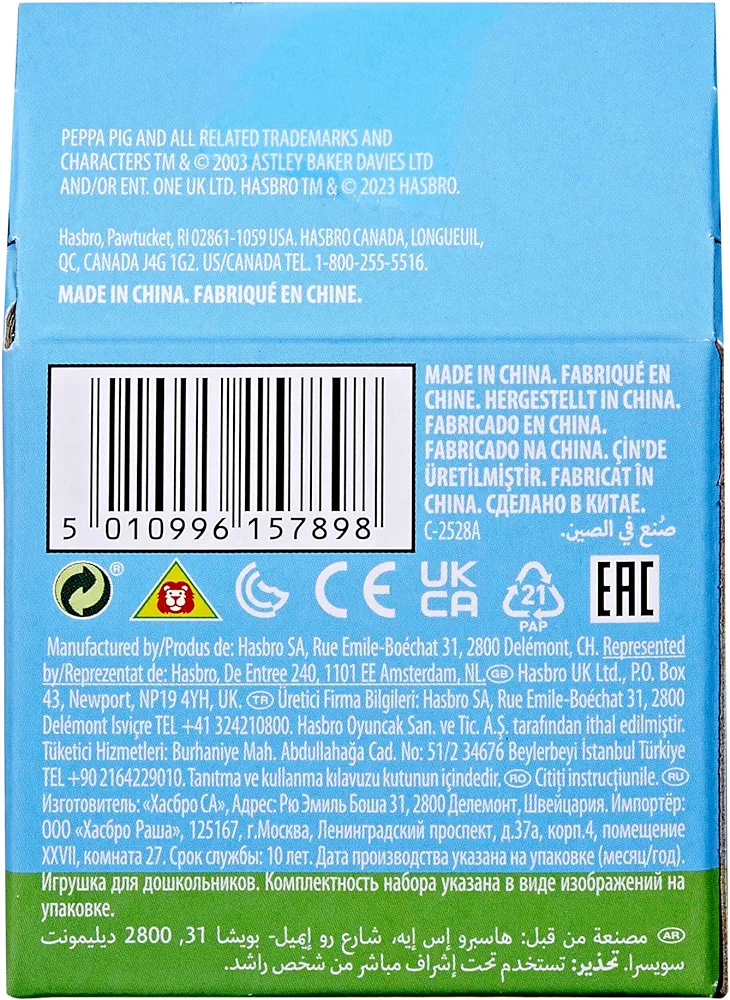 PEPPA PIG AND ALL RELATED TRADEMARKS AND
CHARACTERS TM & © 2003 ASTLEY BAKER DAVIES LTD
AND/OR ENT. ONE UK LTD. HASBRO TM & © 2023 HASBRO.
Hasbro, Pawtucket, RI 02861-1059 USA. HASBRO CANADA, LONGUEUIL,
QC, CANADA J4G 1G2. US/CANADA TEL. 1-800-255-5516.
MADE IN CHINA. FABRIQUÉ EN CHINE.
MADE IN CHINA. FABRIQUÉ EN
CHINE. HERGESTELLT IN CHINA.
FABRICADO EN CHINA.
FABRICADO NA CHINA. ÇİN'DE
ÜRETİLMİŞTİR. FABRICAT ÎN
CHINA. СДЕЛАНО В КИТАЕ.
C-2528A صُنع في الصين.
5 010996 157898
® CE UK CA 21 PAP EAC
Manufactured by/Produs de: Hasbro SA, Rue Emile-Boéchat 31, 2800 Delémont, CH. Represented
by/Reprezentat de: Hasbro, De Entree 240, 1101 EE Amsterdam, NL. GB Hasbro UK Ltd., P.O. Box
43, Newport, NP19 4YH, UK. TR Üretici Firma Bilgileri: Hasbro SA, Rue Emile-Boéchat 31, 2800
Delémont Isviçre TEL +41 324210800. Hasbro Oyuncak San. ve Tic. A.Ş. tarafından ithal edilmiştir.
Tüketici Hizmetleri: Burhaniye Mah. Abdullahağa Cad. No: 51/2 34676 Beylerbeyi İstanbul Türkiye
TEL +90 2164229010. Tanıtma ve kullanma kılavuzu kutunun içindedir. RO Citiți instrucțiunile. RU
Изготовитель: «Хасбро СА», Адрес: Рю Эмиль Боша 31, 2800 Делемонт, Швейцария. Импортёр:
ООО «Хасбро Раша», 125167, г.Москва, Ленинградский проспект, д.37а, корп.4, помещение
XXVII, комната 27. Срок службы: 10 лет. Дата производства указана на упаковке (месяц/год).
Игрушка для дошкольников. Комплектность набора указана в виде изображений на
упаковке.
AR مصنعة من قبل: هاسبرو إس إيه، شارع رو إميل- بويشا 31, 2800 ديليمونت
سويسرا. تحذير: تستخدم تحت إشراف مباشر من شخص راشد.